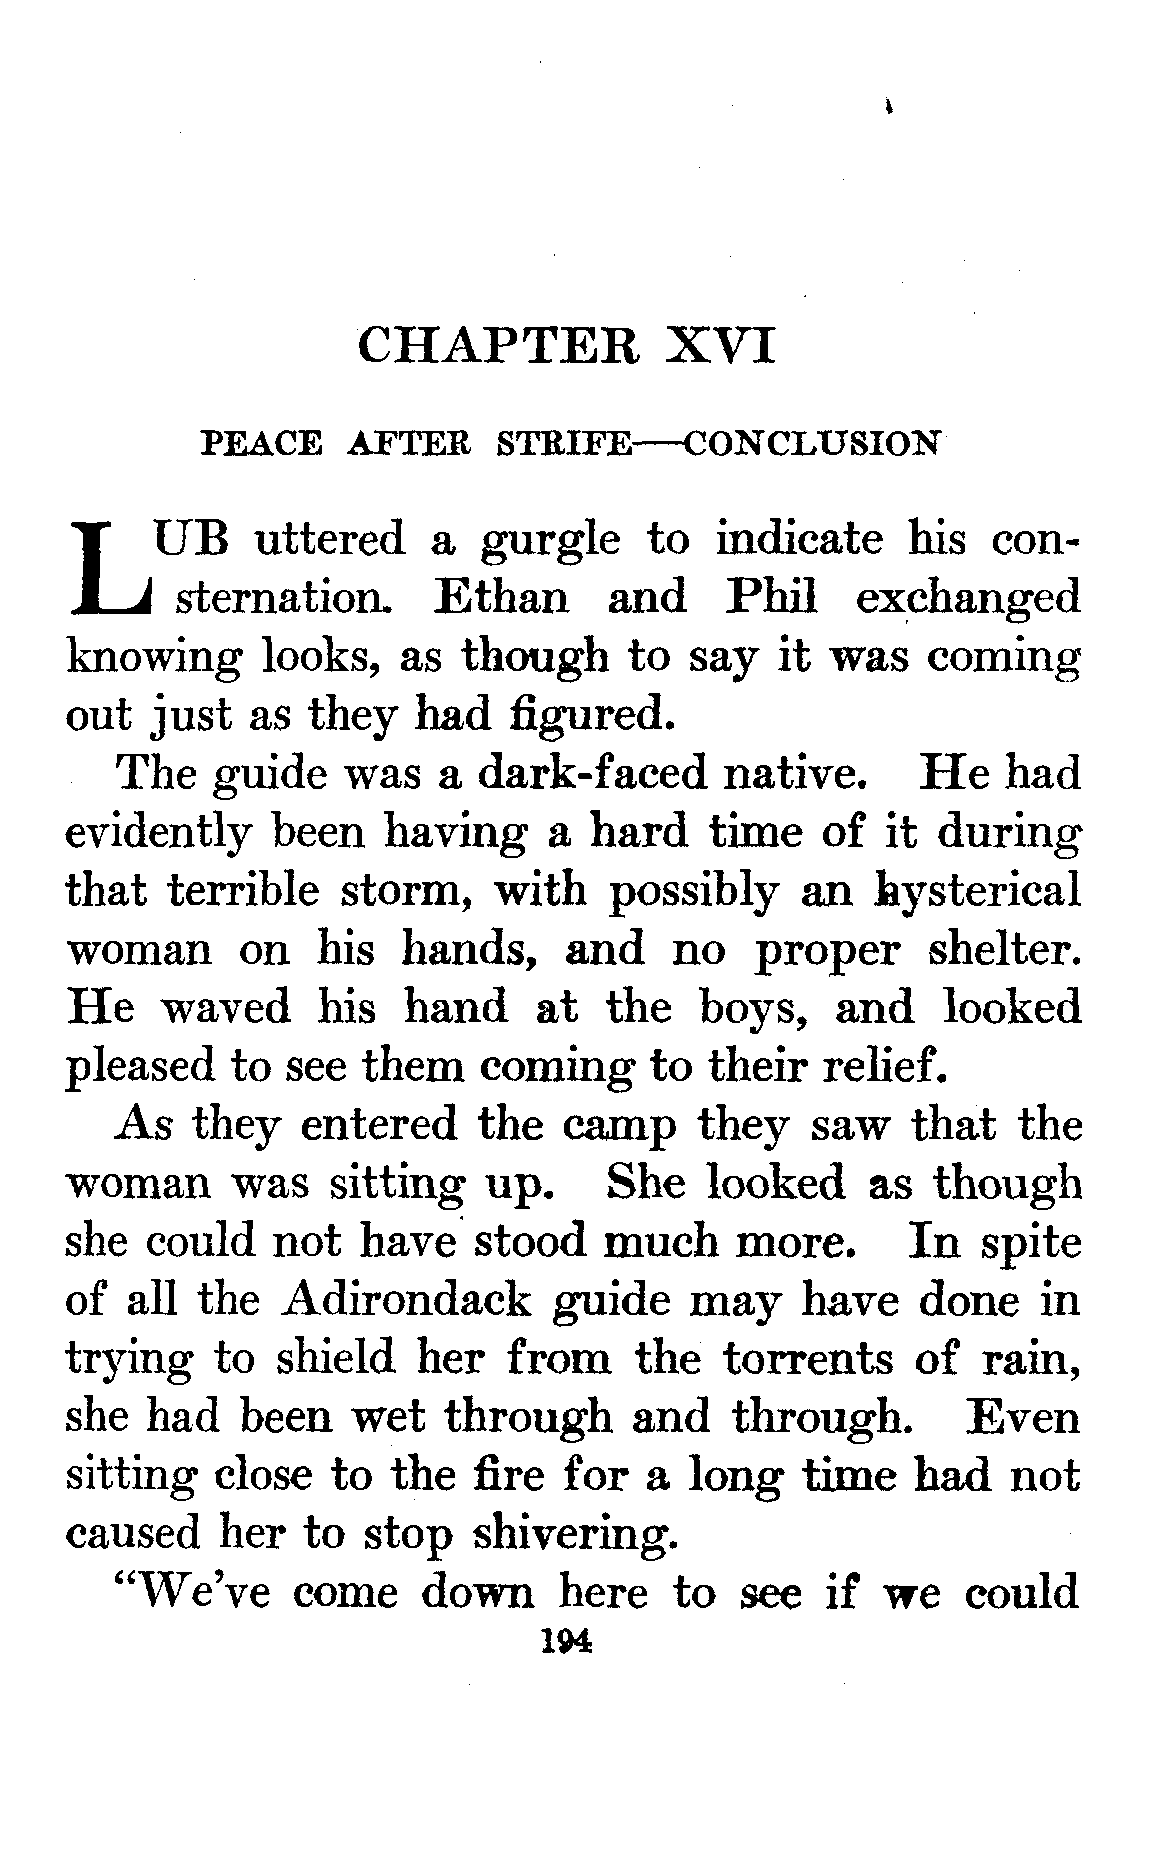 CHAPTER XVI
PEACE AFTER STRIFE—CONCLUSION
LUB uttered a gurgle to indicate his con-
sternation. Ethan and Phil exchanged
knowing looks, as though to say it was coming
out just as they had figured.
The guide was a dark-faced native. He had
evidently been having a hard time of it during
that terrible storm, with possibly an hysterical
woman on his hands, and no proper shelter.
He waved his hand at the boys, and looked
pleased to see them coming to their relief.
As they entered the camp they saw that the
woman was sitting up. She looked as though
she could not have stood much more. In spite
of all the Adirondack guide may have done in
trying to shield her from the torrents of rain,
she had been wet through and through. Even
sitting close to the fire for a long time had not
caused her to stop shivering.
“We’ve come down here to see if we could
194